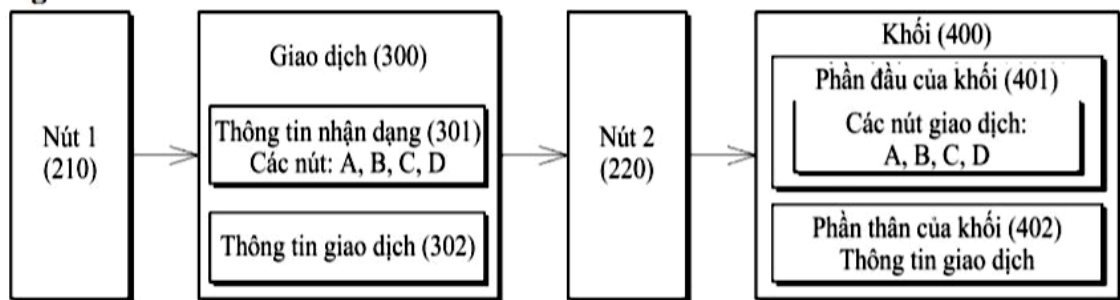 Nút 1
(210)
Giao dịch (300)
Thông tin nhận dạng (301)
Các nút: A, B, C, D
Thông tin giao dịch (302)
Nút 2
(220)
Khối (400)
Phần đầu của khối (401)
Các nút giao dịch:
A, B, C, D
Phần thân của khối (402)
Thông tin giao dịch